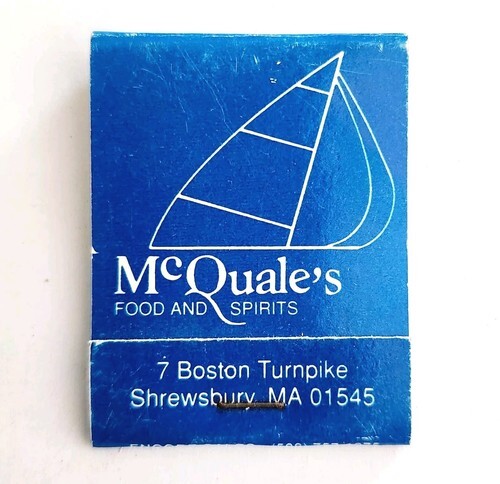 McQuale's
FOOD AND SPIRITS
7 Boston Turnpike
Shrewsbury, MA 01545